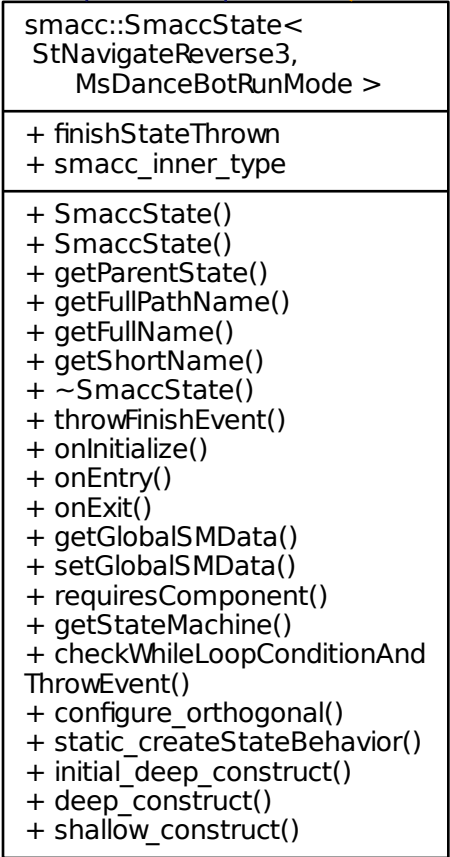 smacc::SmaccState<
StNavigateReverse3,
MsDanceBotRunMode >
+ finishStateThrown
+ smacc_inner_type
+ SmaccState()
+ SmaccState()
+ getParentState()
+ getFullPathName()
+ getFullName()
+ getShortName()
+ ~SmaccState()
+ throwFinishEvent()
+ onInitialize()
+ onEntry()
+ onExit()
+ getGlobalSMData()
+ setGlobalSMData()
+ requiresComponent()
+ getStateMachine()
+ checkWhileLoopConditionAnd
ThrowEvent()
+ configure_orthogonal()
+ static_createStateBehavior()
+ initial_deep_construct()
+ deep_construct()
+ shallow_construct()